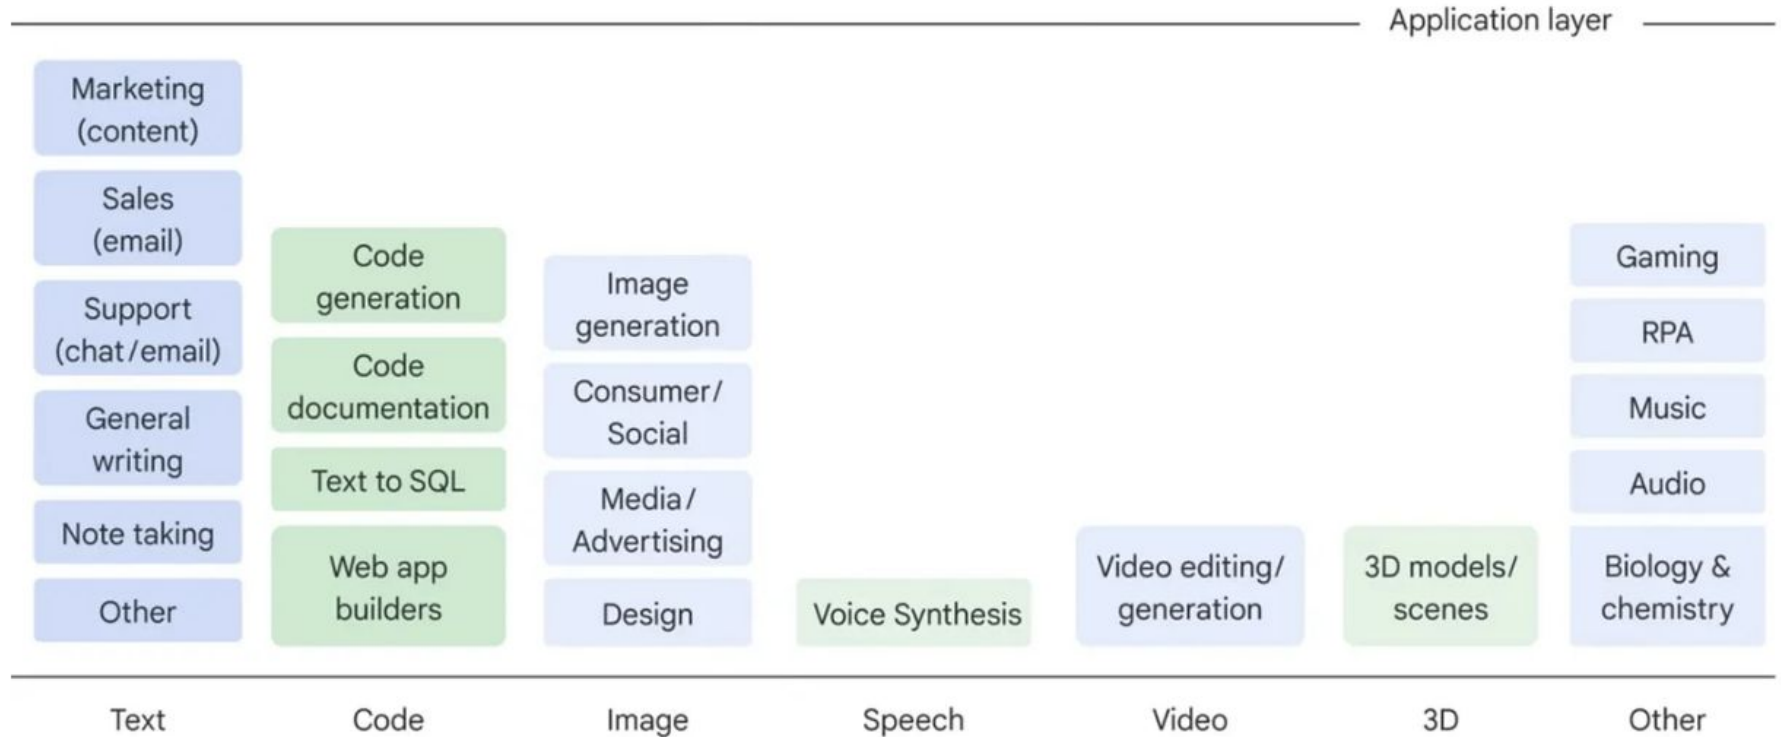 Application layer
Marketing
(content)
Sales
(email)
Support
(chat/email)
General
writing
Note taking
Other
Code
generation
Code
documentation
Text to SQL
Web app
builders
Image
generation
Consumer/
Social
Media/
Advertising
Design
Voice Synthesis
Video editing/
generation
3D models/
scenes
Gaming
RPA
Music
Audio
Biology &
chemistry
Text
Code
Image
Speech
Video
3D
Other